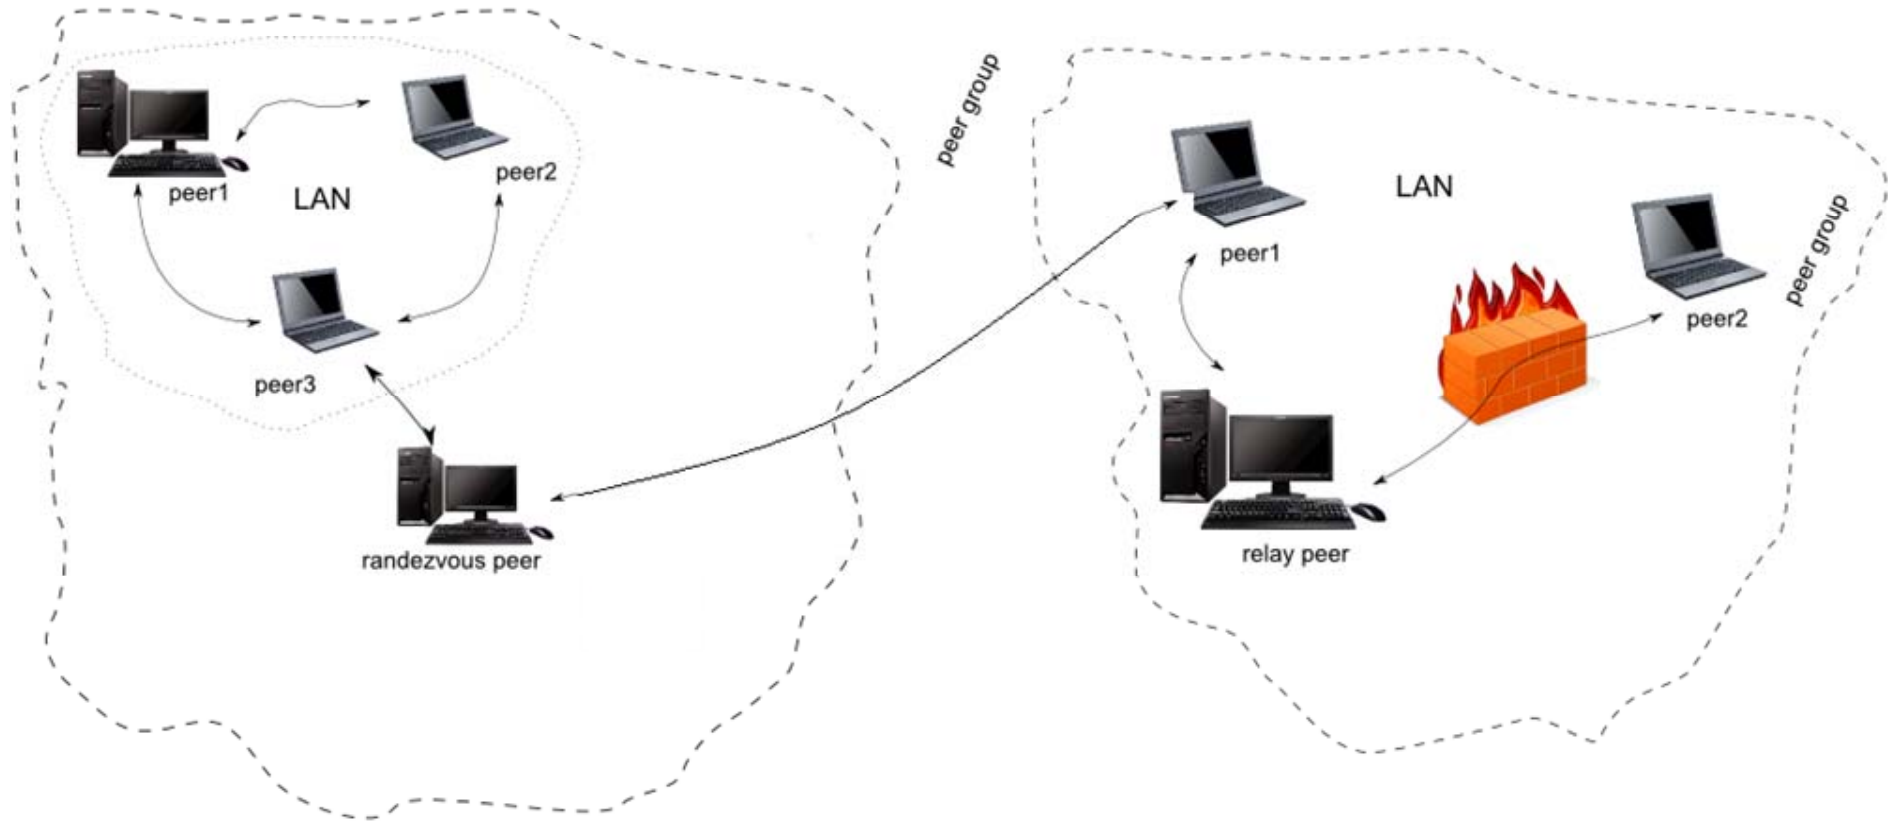 peer1
peer2
LAN
peer3
randezvous peer
peer group
peer1
LAN
peer2
peer group
relay peer